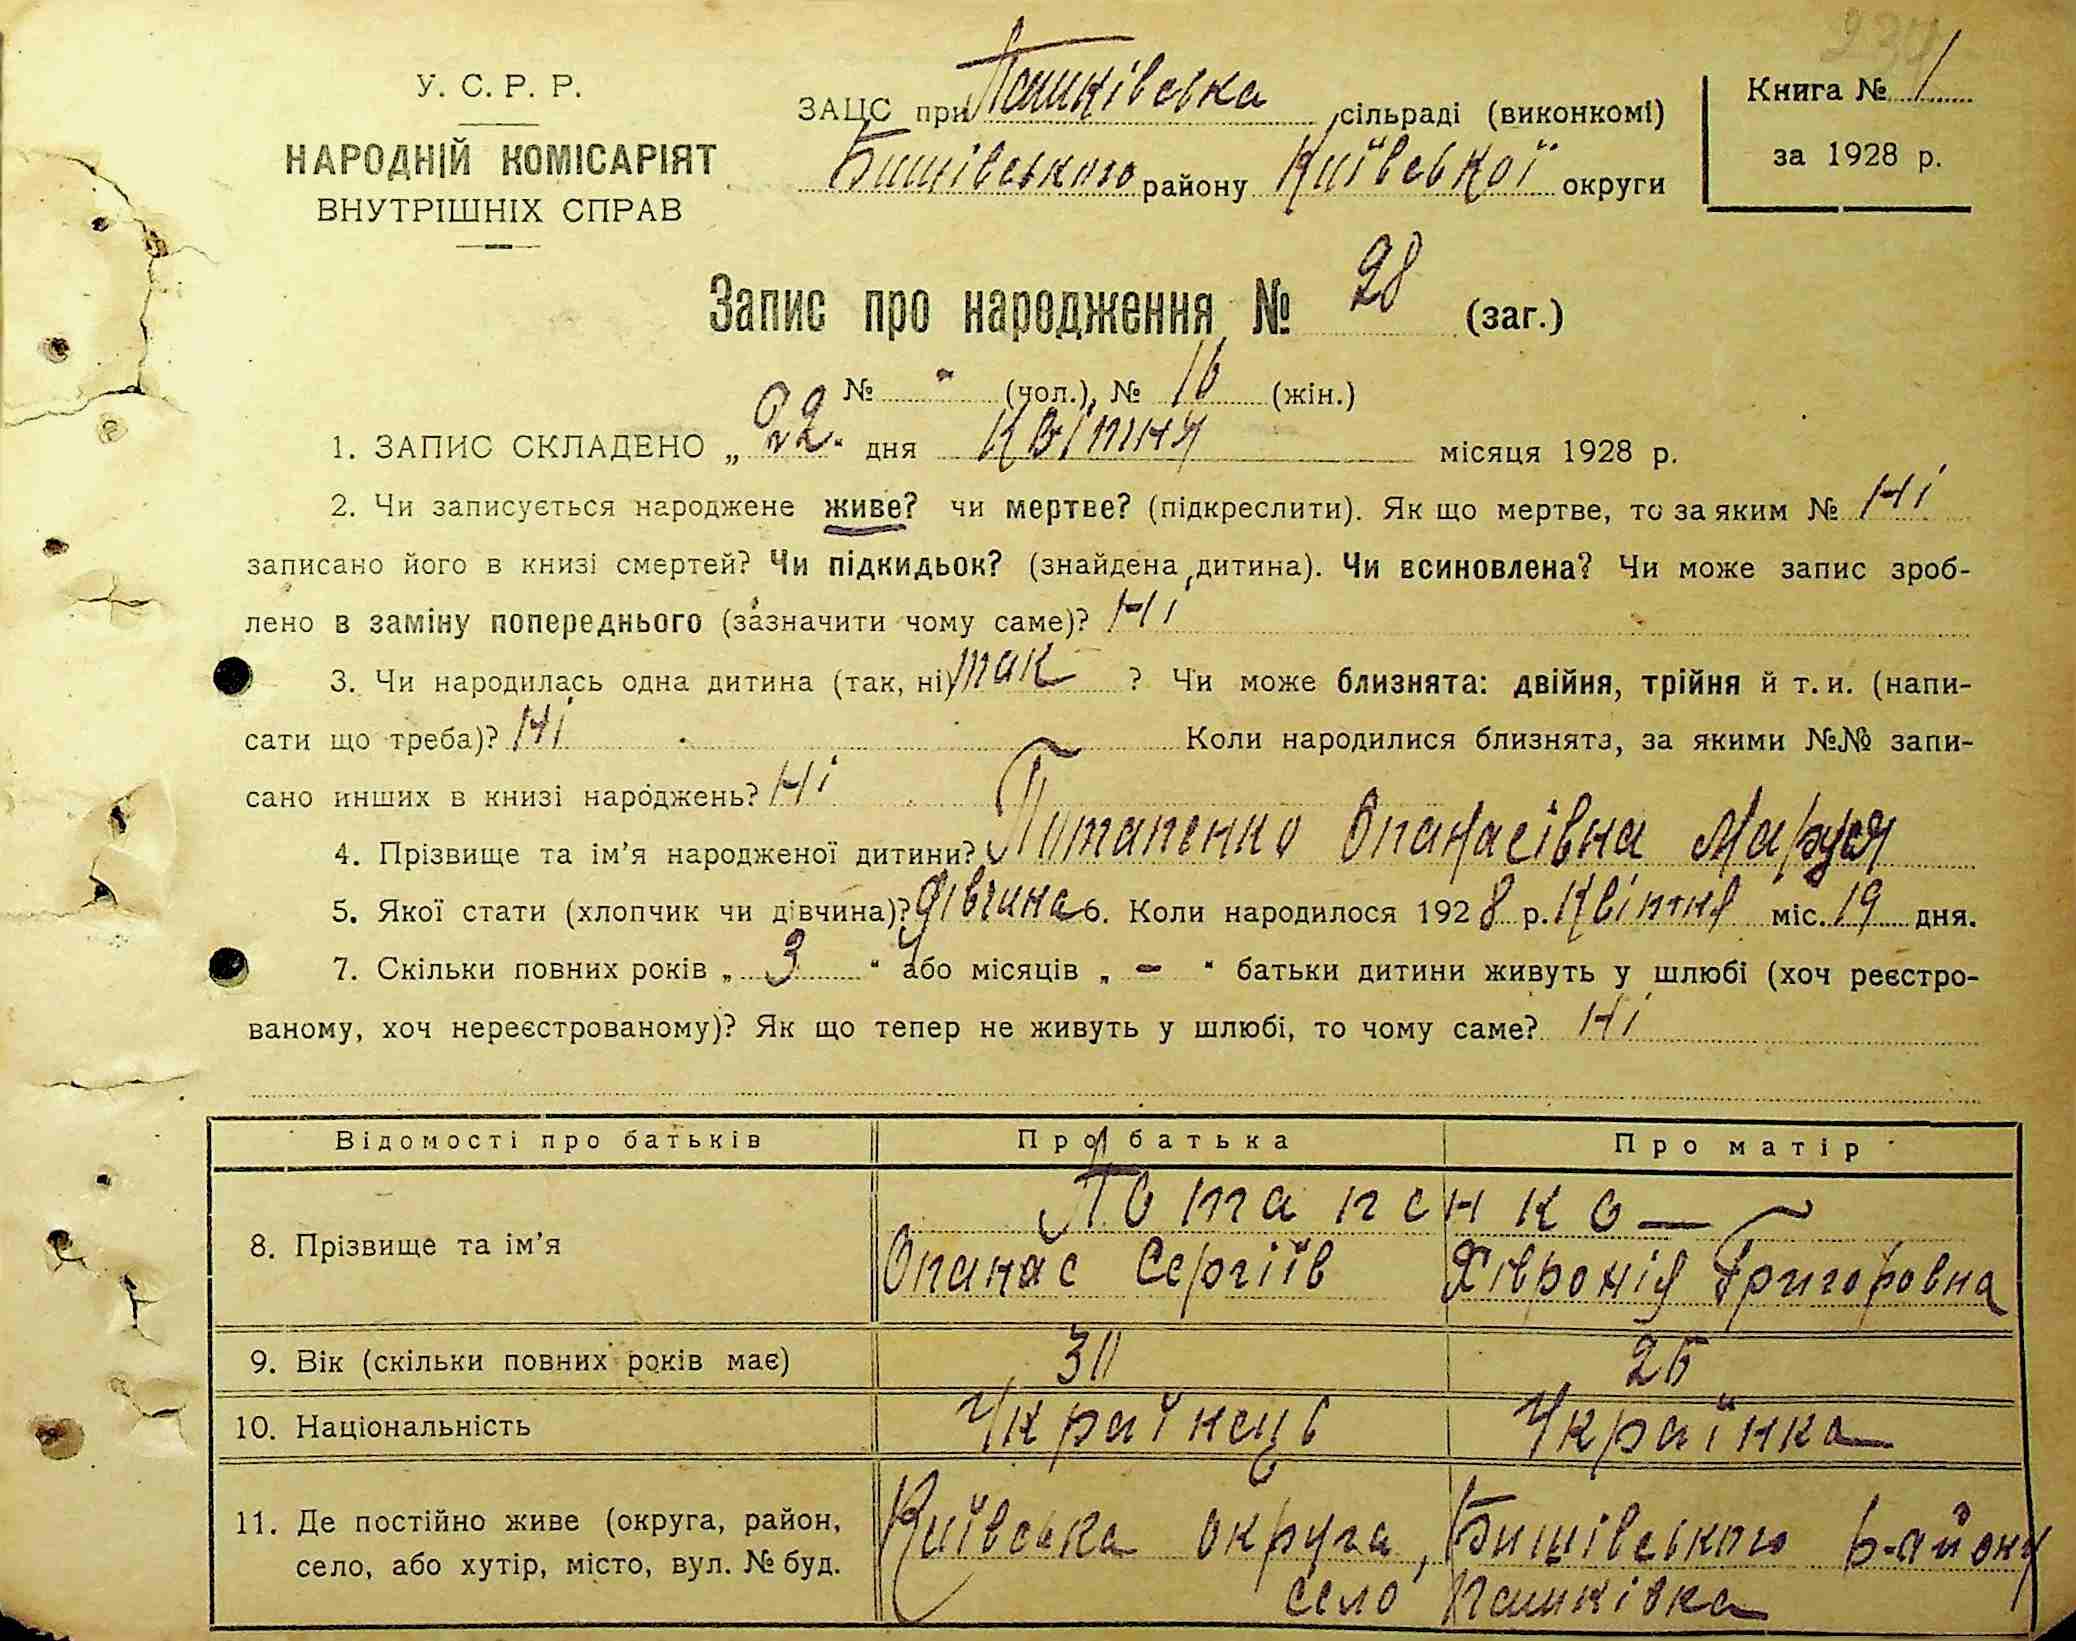 У. С. Р. Р.
НАРОДНІЙ КОМІСАРІЯТ
ВНУТРІШНІХ СПРАВ
ЗАЦС при Пашківська сільраді (виконкомі)
Бишівського району Київської округи
Книга № 1
за 1928 р.
Запис про народження № 28 (заг.)
№ - (чол.), № 16 (жін.)
1. ЗАПИС СКЛАДЕНО „ 22 " дня квітня місяця 1928 р.
2. Чи записується народжене живе? чи мертве? (підкреслити). Як що мертве, то за яким № Ні
записано його в книзі смертей? Чи підкидьок? (знайдена дитина). Чи всиновлена? Чи може запис зроб-
лено в заміну попереднього (зазначити чому саме)? Ні
3. Чи народилась одна дитина (так, ні) так ? Чи може близнята: двійня, трійня й т. и. (напи-
сати що треба)? Ні Коли народилися близнята, за якими №№ запи-
сано инших в книзі народжень? Ні
4. Прізвище та ім'я народженої дитини? Потапенко Опанасівна Маруся
5. Якої стати (хлопчик чи дівчина)? дівчина 6. Коли народилося 1928 р. Квітня міс. 19 дня.
7. Скільки повних років „ 3 " або місяців „ - " батьки дитини живуть у шлюбі (хоч реєстро-
ваному, хоч нереєстрованому)? Як що тепер не живуть у шлюбі, то чому саме? Ні
Відомості про батьків Про батька Про матір
Потапенко
8. Прізвище та ім'я Опанас Сергіїв Хівронія Григоровна
9. Вік (скільки повних років має) 30 26
10. Національність Українець Українка
11. Де постійно живе (округа, район, Київська округа, Бишівського району
село, або хутір, місто, вул. № буд. село Пашківка